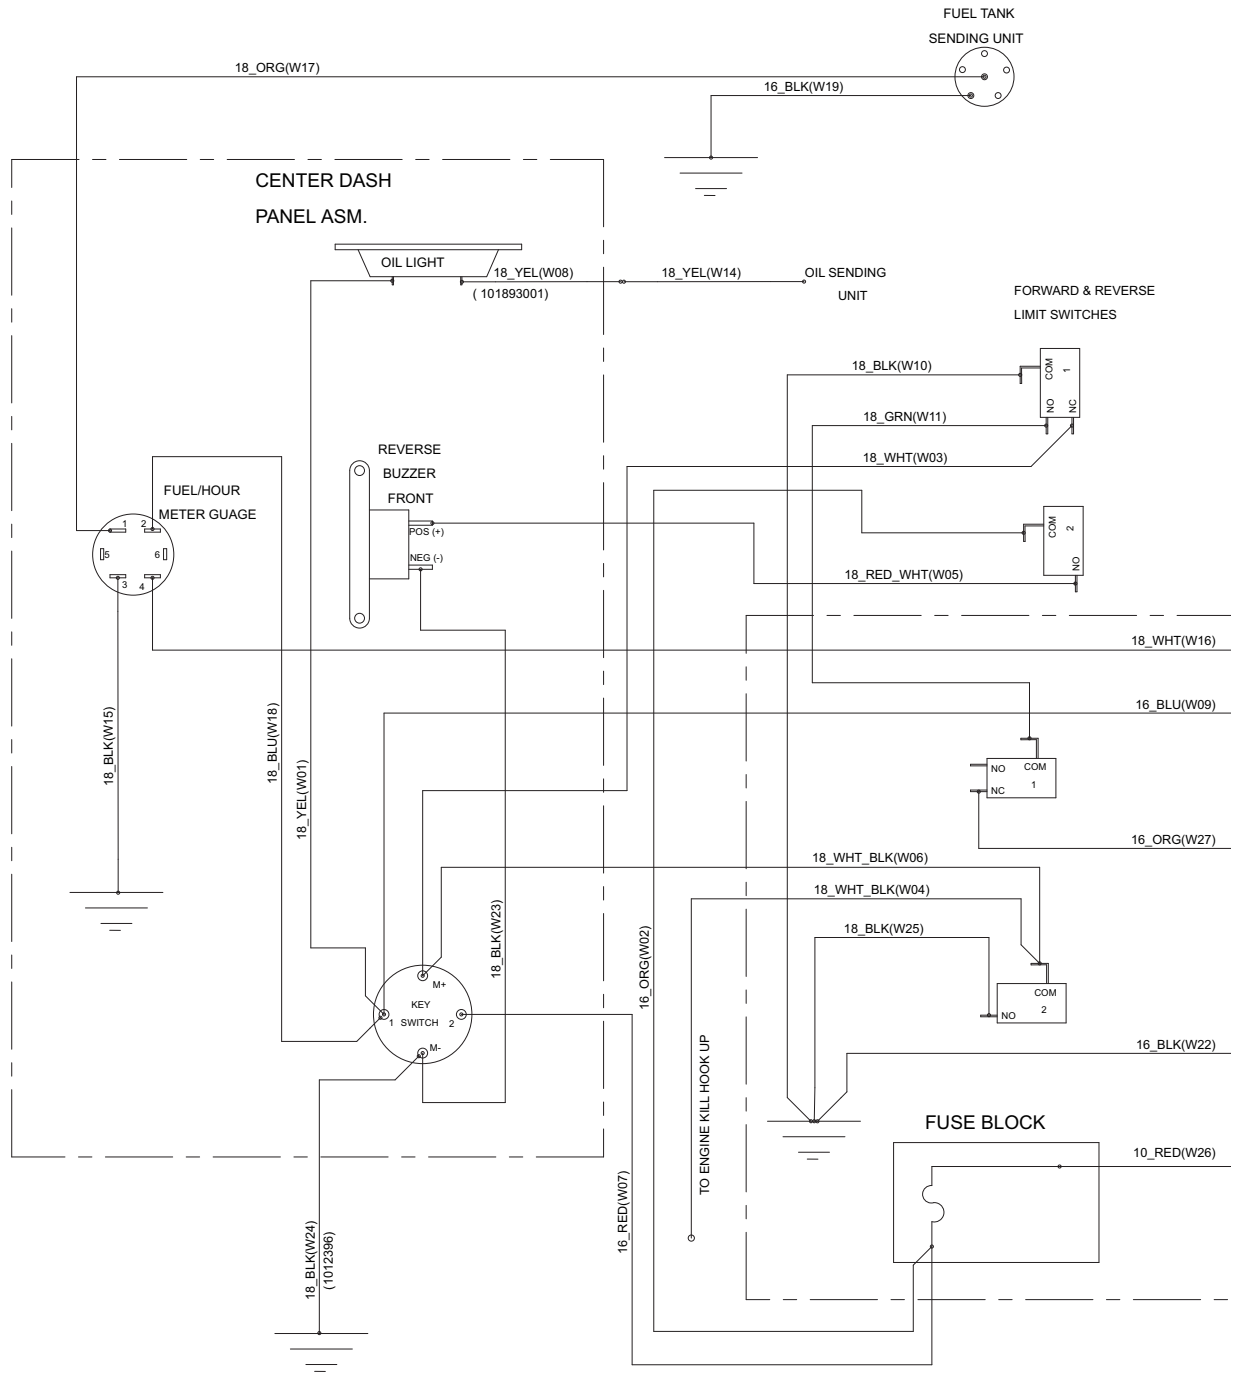 FUEL TANK
SENDING UNIT
18_ORG(W17)
16_BLK(W19)
CENTER DASH
PANEL ASM.
OIL LIGHT
18_YEL(W08)
( 101893001)
18_YEL(W14)
OIL SENDING
UNIT
FORWARD & REVERSE
LIMIT SWITCHES
18_BLK(W10)
COM
1
NO
NC
18_GRN(W11)
18_WHT(W03)
REVERSE
BUZZER
FRONT
POS (+)
NEG (-)
FUEL/HOUR
METER GUAGE
1
2
5
6
3
4
COM
2
NO
18_RED_WHT(W05)
18_WHT(W16)
16_BLU(W09)
18_BLK(W15)
18_BLU(W18)
18_YEL(W01)
NO
COM
NC
1
16_ORG(W27)
18_WHT_BLK(W06)
18_WHT_BLK(W04)
18_BLK(W25)
18_BLK(W23)
16_ORG(W02)
M+
KEY
1
SWITCH
2
M-
COM
NO
2
16_BLK(W22)
TO ENGINE KILL HOOK UP
FUSE BLOCK
10_RED(W26)
16_RED(W07)
18_BLK(W24)
(1012396)